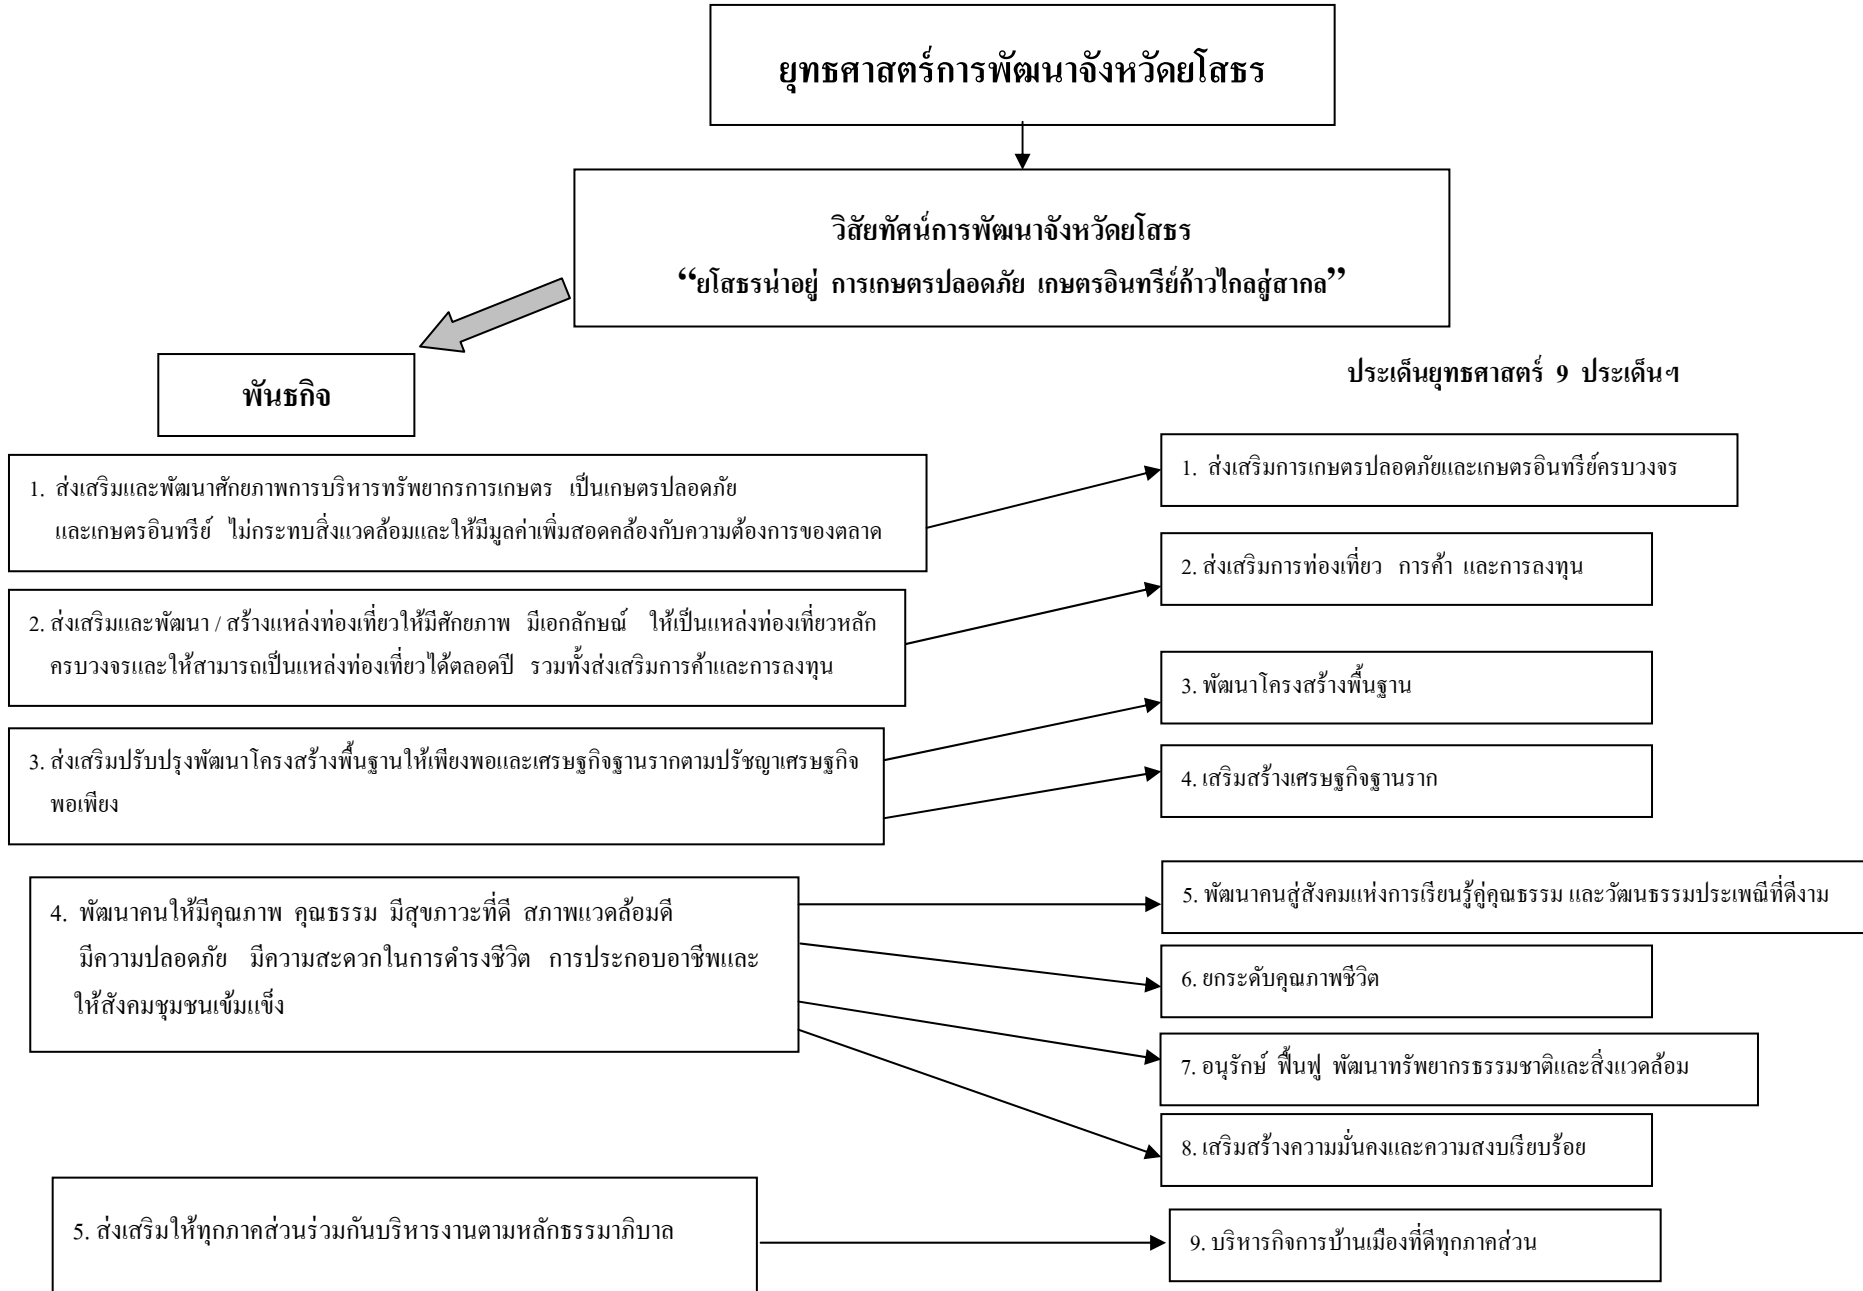 ยุทธศาสตร์การพัฒนาจังหวัดยโสธร
วิสัยทัศน์การพัฒนาจังหวัดยโสธร
“ยโสธรน่าอยู่ การเกษตรปลอดภัย เกษตรอินทรีย์ก้าวไกลสู่สากล”
พันธกิจ
1. ส่งเสริมและพัฒนาศักยภาพการบริหารทรัพยากรการเกษตร เป็นเกษตรปลอดภัย
และเกษตรอินทรีย์ ไม่กระทบสิ่งแวดล้อมและให้มีมูลค่าเพิ่มสอดคล้องกับความต้องการของตลาด
2. ส่งเสริมและพัฒนา / สร้างแหล่งท่องเที่ยวให้มีศักยภาพ มีเอกลักษณ์ ให้เป็นแหล่งท่องเที่ยวหลัก
ครบวงจรและให้สามารถเป็นแหล่งท่องเที่ยวได้ตลอดปี รวมทั้งส่งเสริมการค้าและการลงทุน
3. ส่งเสริมปรับปรุงพัฒนาโครงสร้างพื้นฐานให้เพียงพอและเศรษฐกิจฐานรากตามปรัชญาเศรษฐกิจ
พอเพียง
4. พัฒนาคนให้มีคุณภาพ คุณธรรม มีสุขภาวะที่ดี สภาพแวดล้อมดี
มีความปลอดภัย มีความสะดวกในการดำรงชีวิต การประกอบอาชีพและ
ให้สังคมชุมชนเข้มแข็ง
5. ส่งเสริมให้ทุกภาคส่วนร่วมกันบริหารงานตามหลักธรรมาภิบาล
ประเด็นยุทธศาสตร์ 9 ประเด็นฯ
1. ส่งเสริมการเกษตรปลอดภัยและเกษตรอินทรีย์ครบวงจร
2. ส่งเสริมการท่องเที่ยว การค้า และการลงทุน
3. พัฒนาโครงสร้างพื้นฐาน
4. เสริมสร้างเศรษฐกิจฐานราก
5. พัฒนาคนสู่สังคมแห่งการเรียนรู้คู่คุณธรรม และวัฒนธรรมประเพณีที่ดีงาม
6. ยกระดับคุณภาพชีวิต
7. อนุรักษ์ ฟื้นฟู พัฒนาทรัพยากรธรรมชาติและสิ่งแวดล้อม
8. เสริมสร้างความมั่นคงและความสงบเรียบร้อย
9. บริหารกิจการบ้านเมืองที่ดีทุกภาคส่วน